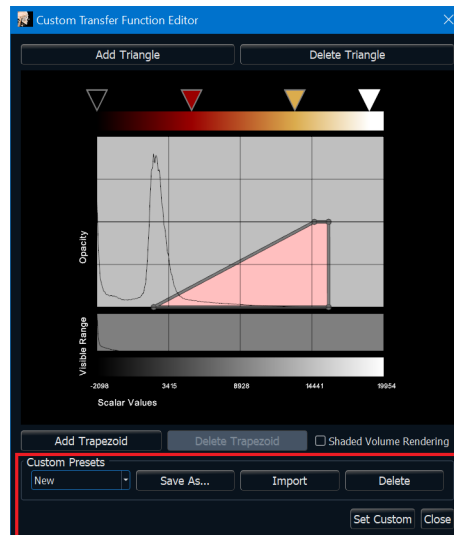 Custom Transfer Function Editor
Add Triangle Delete Triangle
Opacity
Visible Range
-2098 3415 8928 14441 19954
Scalar Values
Add Trapezoid Delete Trapezoid Shaded Volume Rendering
Custom Presets
New Save As... Import Delete
Set Custom Close